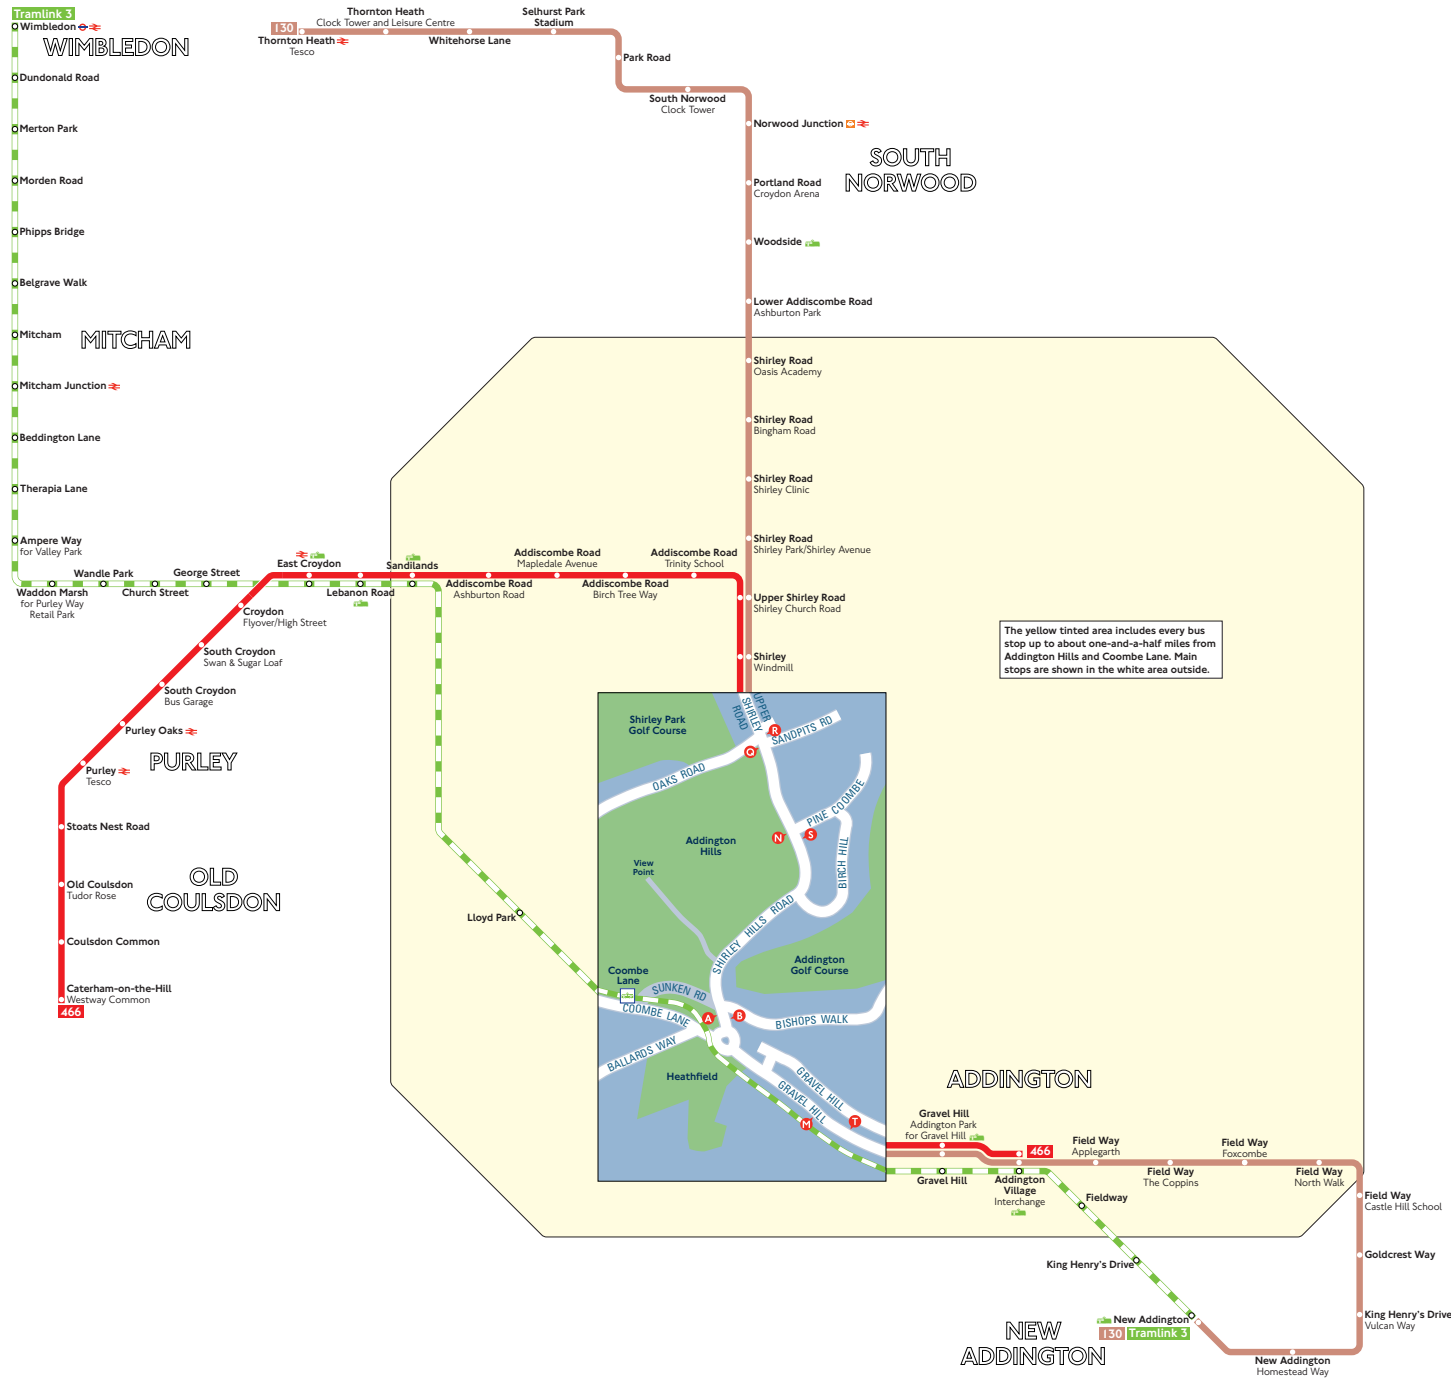 Tramlink 3
Wimbledon
WIMBLEDON
Dundonald Road
Merton Park
Morden Road
Phipps Bridge
Belgrave Walk
Mitcham
MITCHAM
Mitcham Junction
Beddington Lane
Therapia Lane
Ampere Way
for Valley Park
Waddon Marsh
for Purley Way
Retail Park
Wandle Park
Church Street
George Street
East Croydon
Lebanon Road
Sandilands
130
Thornton Heath
Tesco
Thornton Heath
Clock Tower and Leisure Centre
Whitehorse Lane
Selhurst Park
Stadium
Park Road
South Norwood
Clock Tower
Norwood Junction
SOUTH
NORWOOD
Portland Road
Croydon Arena
Woodside
Lower Addiscombe Road
Ashburton Park
Shirley Road
Oasis Academy
Shirley Road
Bingham Road
Shirley Road
Shirley Clinic
Shirley Road
Shirley Park/Shirley Avenue
Upper Shirley Road
Shirley Church Road
Shirley
Windmill
Addiscombe Road
Ashburton Road
Addiscombe Road
Mapledale Avenue
Addiscombe Road
Birch Tree Way
Addiscombe Road
Trinity School
Croydon
Flyover/High Street
South Croydon
Swan & Sugar Loaf
South Croydon
Bus Garage
Purley Oaks
PURLEY
Purley
Tesco
Stoats Nest Road
Old Coulsdon
Tudor Rose
OLD
COULSDON
Coulsdon Common
Caterham-on-the-Hill
Westway Common
466
The yellow tinted area includes every bus
stop up to about one-and-a-half miles from
Addington Hills and Coombe Lane. Main
stops are shown in the white area outside.
Shirley Park
Golf Course
UPPER
SHIRLEY
ROAD
R
SANDPITS RD
Q
OAKS ROAD
PINE COOMBE
N
S
BIRCH HILL
Addington
Hills
View
Point
SHIRLEY HILLS ROAD
Addington
Golf Course
Lloyd Park
Coombe
Lane
SUNKEN RD
COOMBE LANE
A
B
BISHOPS WALK
BALLARDS WAY
Heathfield
GRAVEL HILL
GRAVEL HILL
M
T
ADDINGTON
Gravel Hill
Addington Park
for Gravel Hill
466
Gravel Hill
Addington
Village
Interchange
Field Way
Applegarth
Field Way
The Coppins
Field Way
Foxcombe
Field Way
North Walk
Field Way
Castle Hill School
Goldcrest Way
King Henry's Drive
Vulcan Way
Fieldway
King Henry's Drive
New Addington
130 Tramlink 3
NEW
ADDINGTON
New Addington
Homestead Way